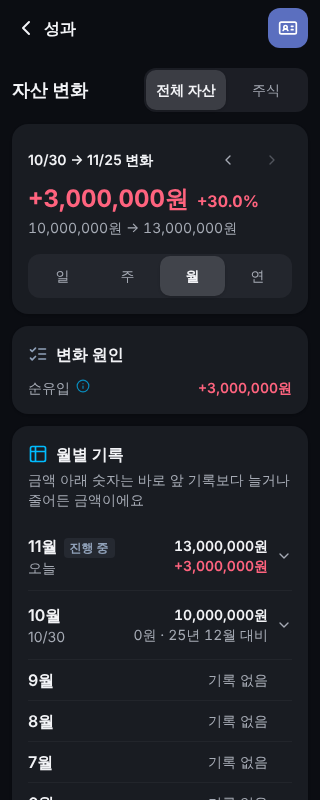 성과
자산 변화
전체 자산
주식
10/30 → 11/25 변화
+3,000,000원 +30.0%
10,000,000원 → 13,000,000원
일
주
월
연
변화 원인
순유입
+3,000,000원
월별 기록
금액 아래 숫자는 바로 앞 기록보다 늘거나
줄어든 금액이에요
11월 진행 중
13,000,000원
오늘
+3,000,000원
10월
10,000,000원
10/30
0원 · 25년 12월 대비
9월
기록 없음
8월
기록 없음
7월
기록 없음